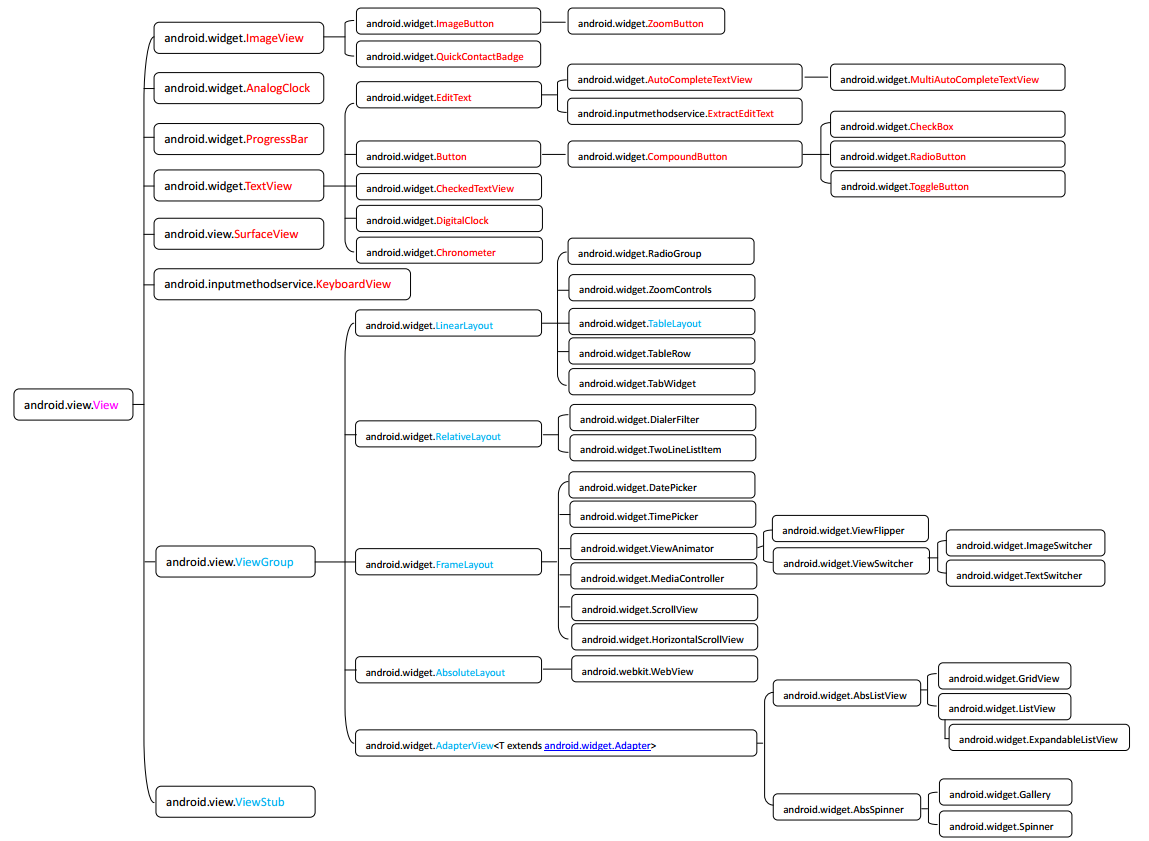 android.widget.ImageView
android.widget.ImageButton
android.widget.ZoomButton
android.widget.QuickContactBadge
android.widget.AnalogClock
android.widget.ProgressBar
android.widget.TextView
android.widget.EditText
android.widget.AutoCompleteTextView
android.widget.MultiAutoCompleteTextView
android.inputmethodservice.ExtractEditText
android.widget.Button
android.widget.CompoundButton
android.widget.CheckBox
android.widget.RadioButton
android.widget.ToggleButton
android.widget.CheckedTextView
android.widget.DigitalClock
android.widget.Chronometer
android.view.SurfaceView
android.inputmethodservice.KeyboardView
android.view.View
android.view.ViewGroup
android.widget.LinearLayout
android.widget.RadioGroup
android.widget.ZoomControls
android.widget.TableLayout
android.widget.TableRow
android.widget.TabWidget
android.widget.RelativeLayout
android.widget.DialerFilter
android.widget.TwoLineListItem
android.widget.FrameLayout
android.widget.DatePicker
android.widget.TimePicker
android.widget.ViewAnimator
android.widget.ViewFlipper
android.widget.ViewSwitcher
android.widget.ImageSwitcher
android.widget.TextSwitcher
android.widget.MediaController
android.widget.ScrollView
android.widget.HorizontalScrollView
android.widget.AbsoluteLayout
android.webkit.WebView
android.widget.AdapterView<T extends android.widget.Adapter>
android.widget.AbsListView
android.widget.GridView
android.widget.ListView
android.widget.ExpandableListView
android.widget.AbsSpinner
android.widget.Gallery
android.widget.Spinner
android.view.ViewStub